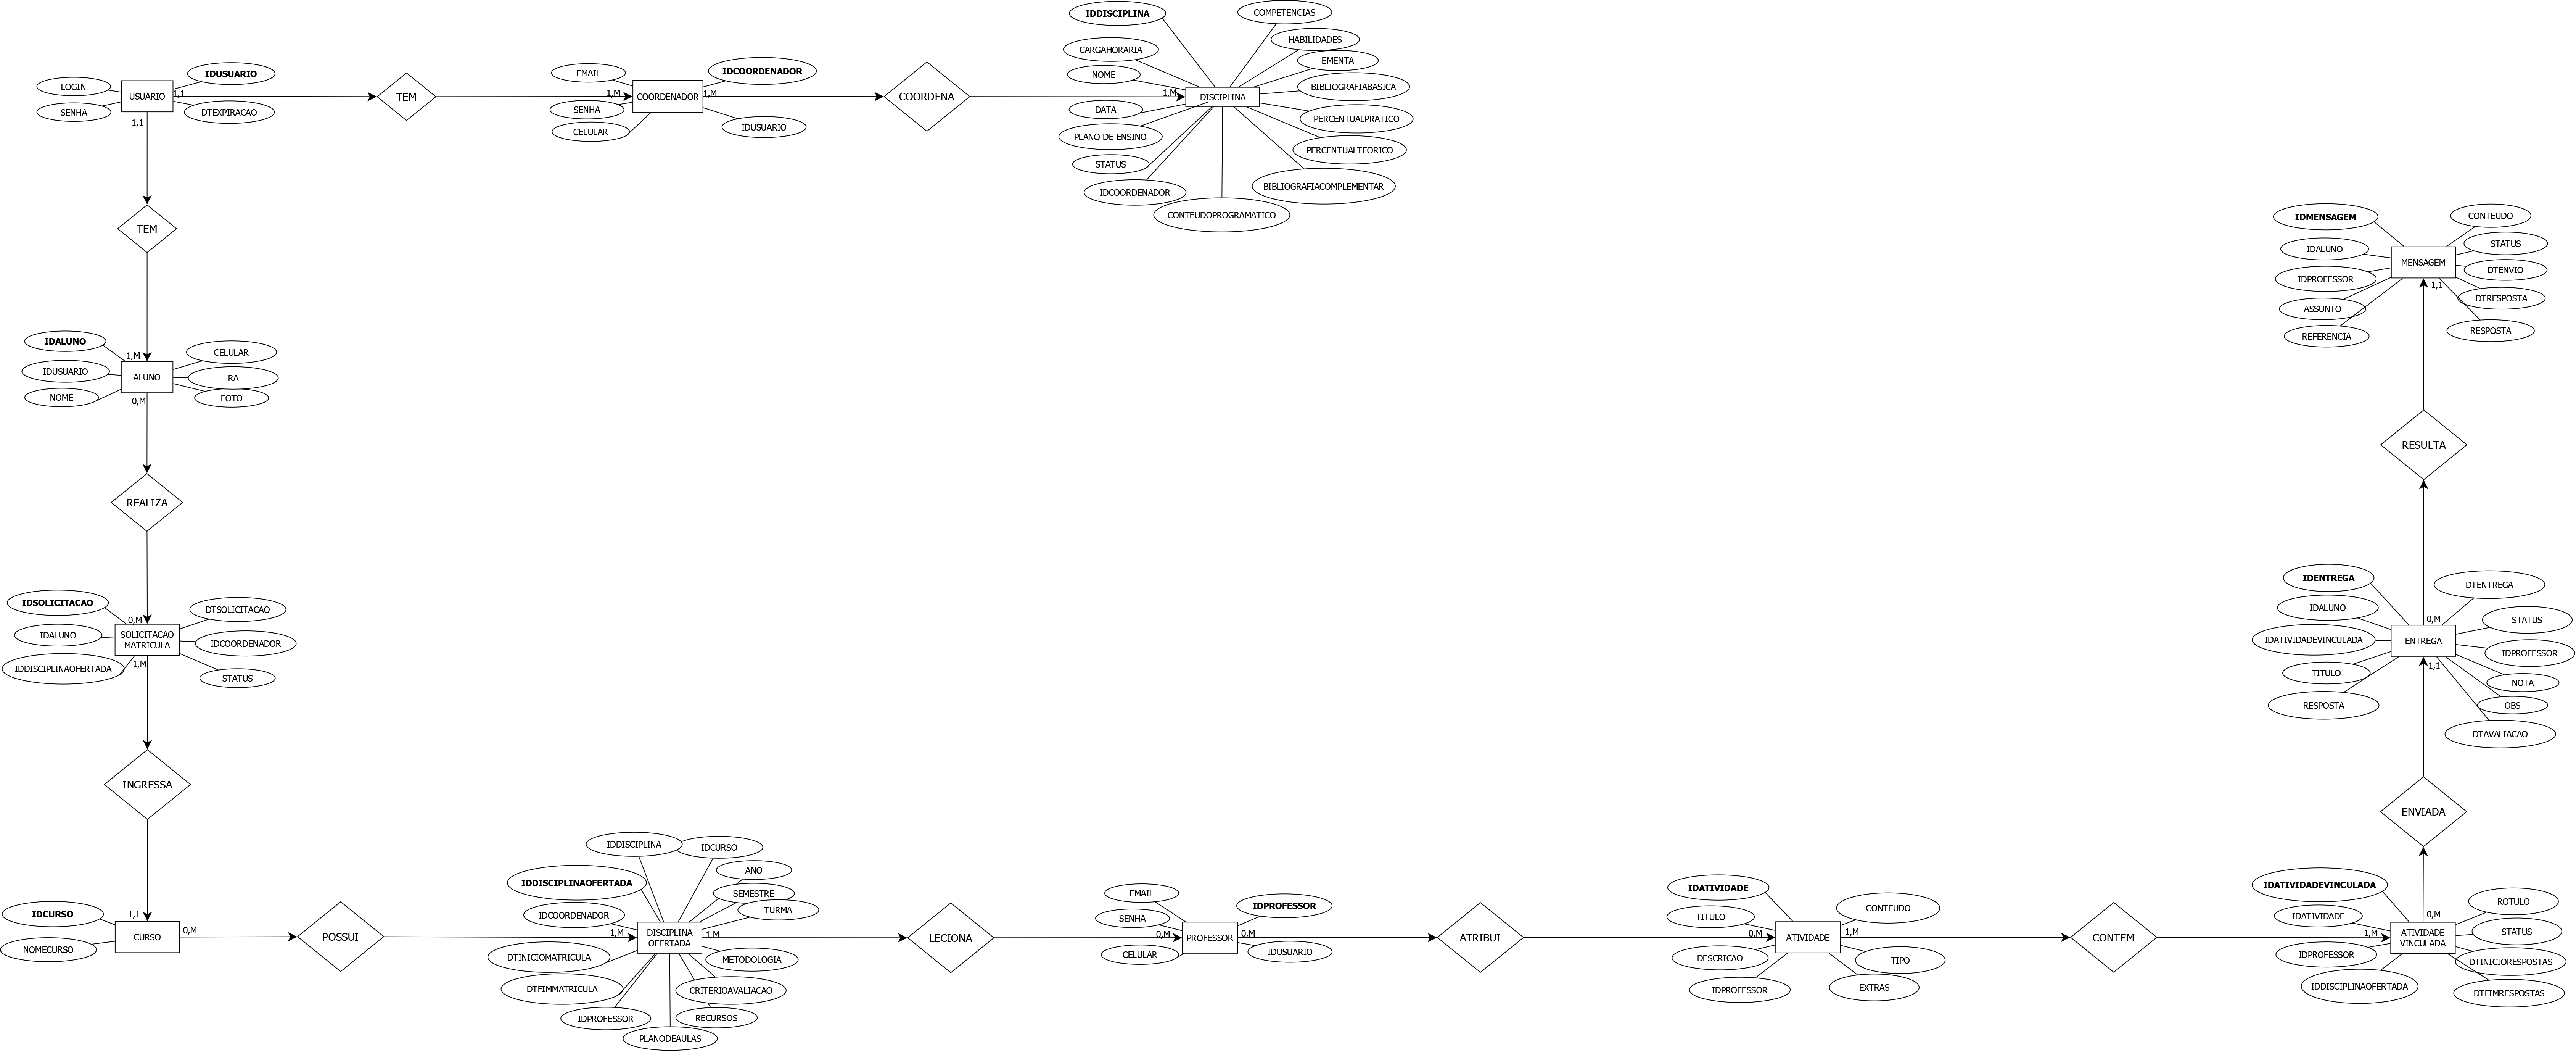 LOGIN
SENHA
USUARIO
IDUSUARIO
DTEXPIRACAO
1,1
1,1
TEM
EMAIL
SENHA
CELULAR
1,M
COORDENADOR
IDCOORDENADOR
1,M
IDUSUARIO
COORDENA
IDDISCIPLINA
CARGAHORARIA
NOME
DATA
PLANO DE ENSINO
STATUS
IDCOORDENADOR
CONTEUDOPROGRAMATICO
1,M
DISCIPLINA
COMPETENCIAS
HABILIDADES
EMENTA
BIBLIOGRAFIABASICA
PERCENTUALPRATICO
PERCENTUALTEORICO
BIBLIOGRAFIACOMPLEMENTAR
TEM
IDALUNO
IDUSUARIO
NOME
1,M
ALUNO
0,M
CELULAR
RA
FOTO
REALIZA
IDSOLICITACAO
IDALUNO
IDDISCIPLINAOFERTADA
0,M
SOLICITACAO
MATRICULA
1,M
DTSOLICITACAO
IDCOORDENADOR
STATUS
INGRESSA
IDCURSO
NOMECURSO
1,1
CURSO
0,M
POSSUI
IDDISCIPLINA
IDCURSO
IDDISCIPLINAOFERTADA
ANO
SEMESTRE
TURMA
IDCOORDENADOR
1,M
DISCIPLINA
OFERTADA
1,M
DTINICIOMATRICULA
METODOLOGIA
DTFIMMATRICULA
CRITERIOAVALIACAO
IDPROFESSOR
RECURSOS
PLANODEAULAS
LECIONA
EMAIL
SENHA
CELULAR
0,M
PROFESSOR
0,M
IDPROFESSOR
IDUSUARIO
ATRIBUI
IDATIVIDADE
TITULO
DESCRICAO
IDPROFESSOR
0,M
ATIVIDADE
1,M
CONTEUDO
TIPO
EXTRAS
CONTEM
IDATIVIDADEVINCULADA
IDATIVIDADE
IDPROFESSOR
IDDISCIPLINAOFERTADA
1,M
ATIVIDADE
VINCULADA
0,M
ROTULO
STATUS
DTINICIORESPOSTAS
DTFIMRESPOSTAS
ENVIADA
IDENTREGA
IDALUNO
IDATIVIDADEVINCULADA
TITULO
RESPOSTA
0,M
ENTREGA
1,1
DTENTREGA
STATUS
IDPROFESSOR
NOTA
OBS
DTAVALIACAO
RESULTA
IDMENSAGEM
IDALUNO
IDPROFESSOR
ASSUNTO
REFERENCIA
MENSAGEM
1,1
CONTEUDO
STATUS
DTENVIO
DTRESPOSTA
RESPOSTA